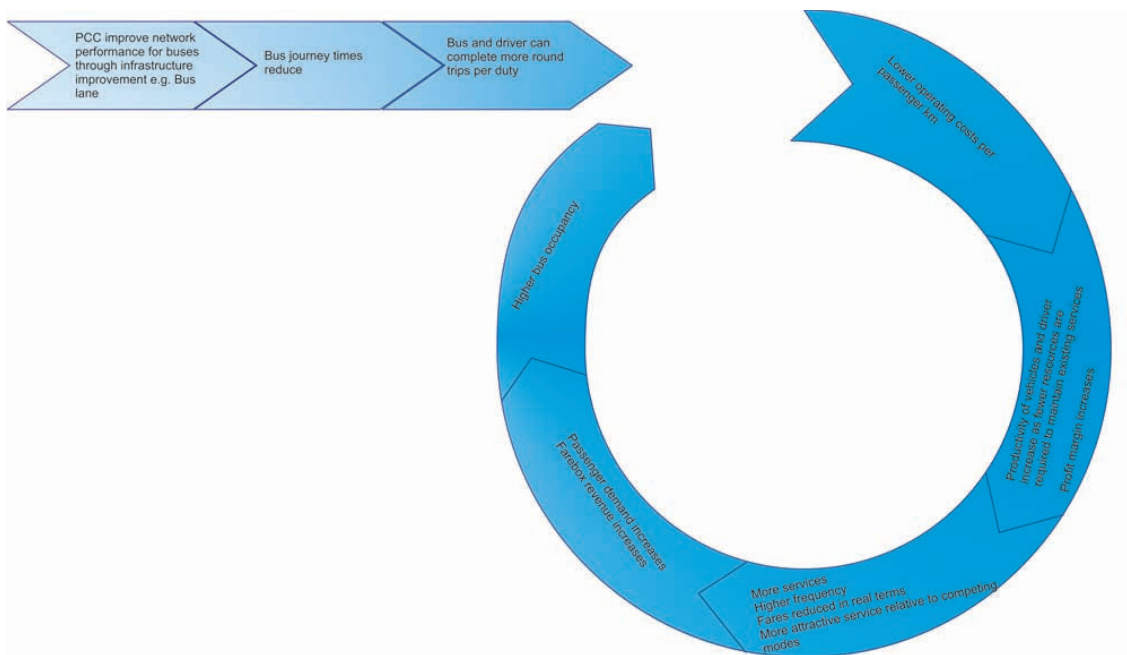 PCC improve network
performance for buses
through infrastructure
improvement e.g. Bus
lane
Bus journey times
reduce
Bus and driver can
complete more round
trips per duty
Lower operating costs per
passenger km
Productivity of vehicles and driver
increase as fewer resources are
required to maintain existing services
Profit margin increases
More services
Higher frequency
Fares reduced in real terms
More attractive service relative to competing
modes
Passenger demand increases
Farebox revenue increases
Higher bus occupancy